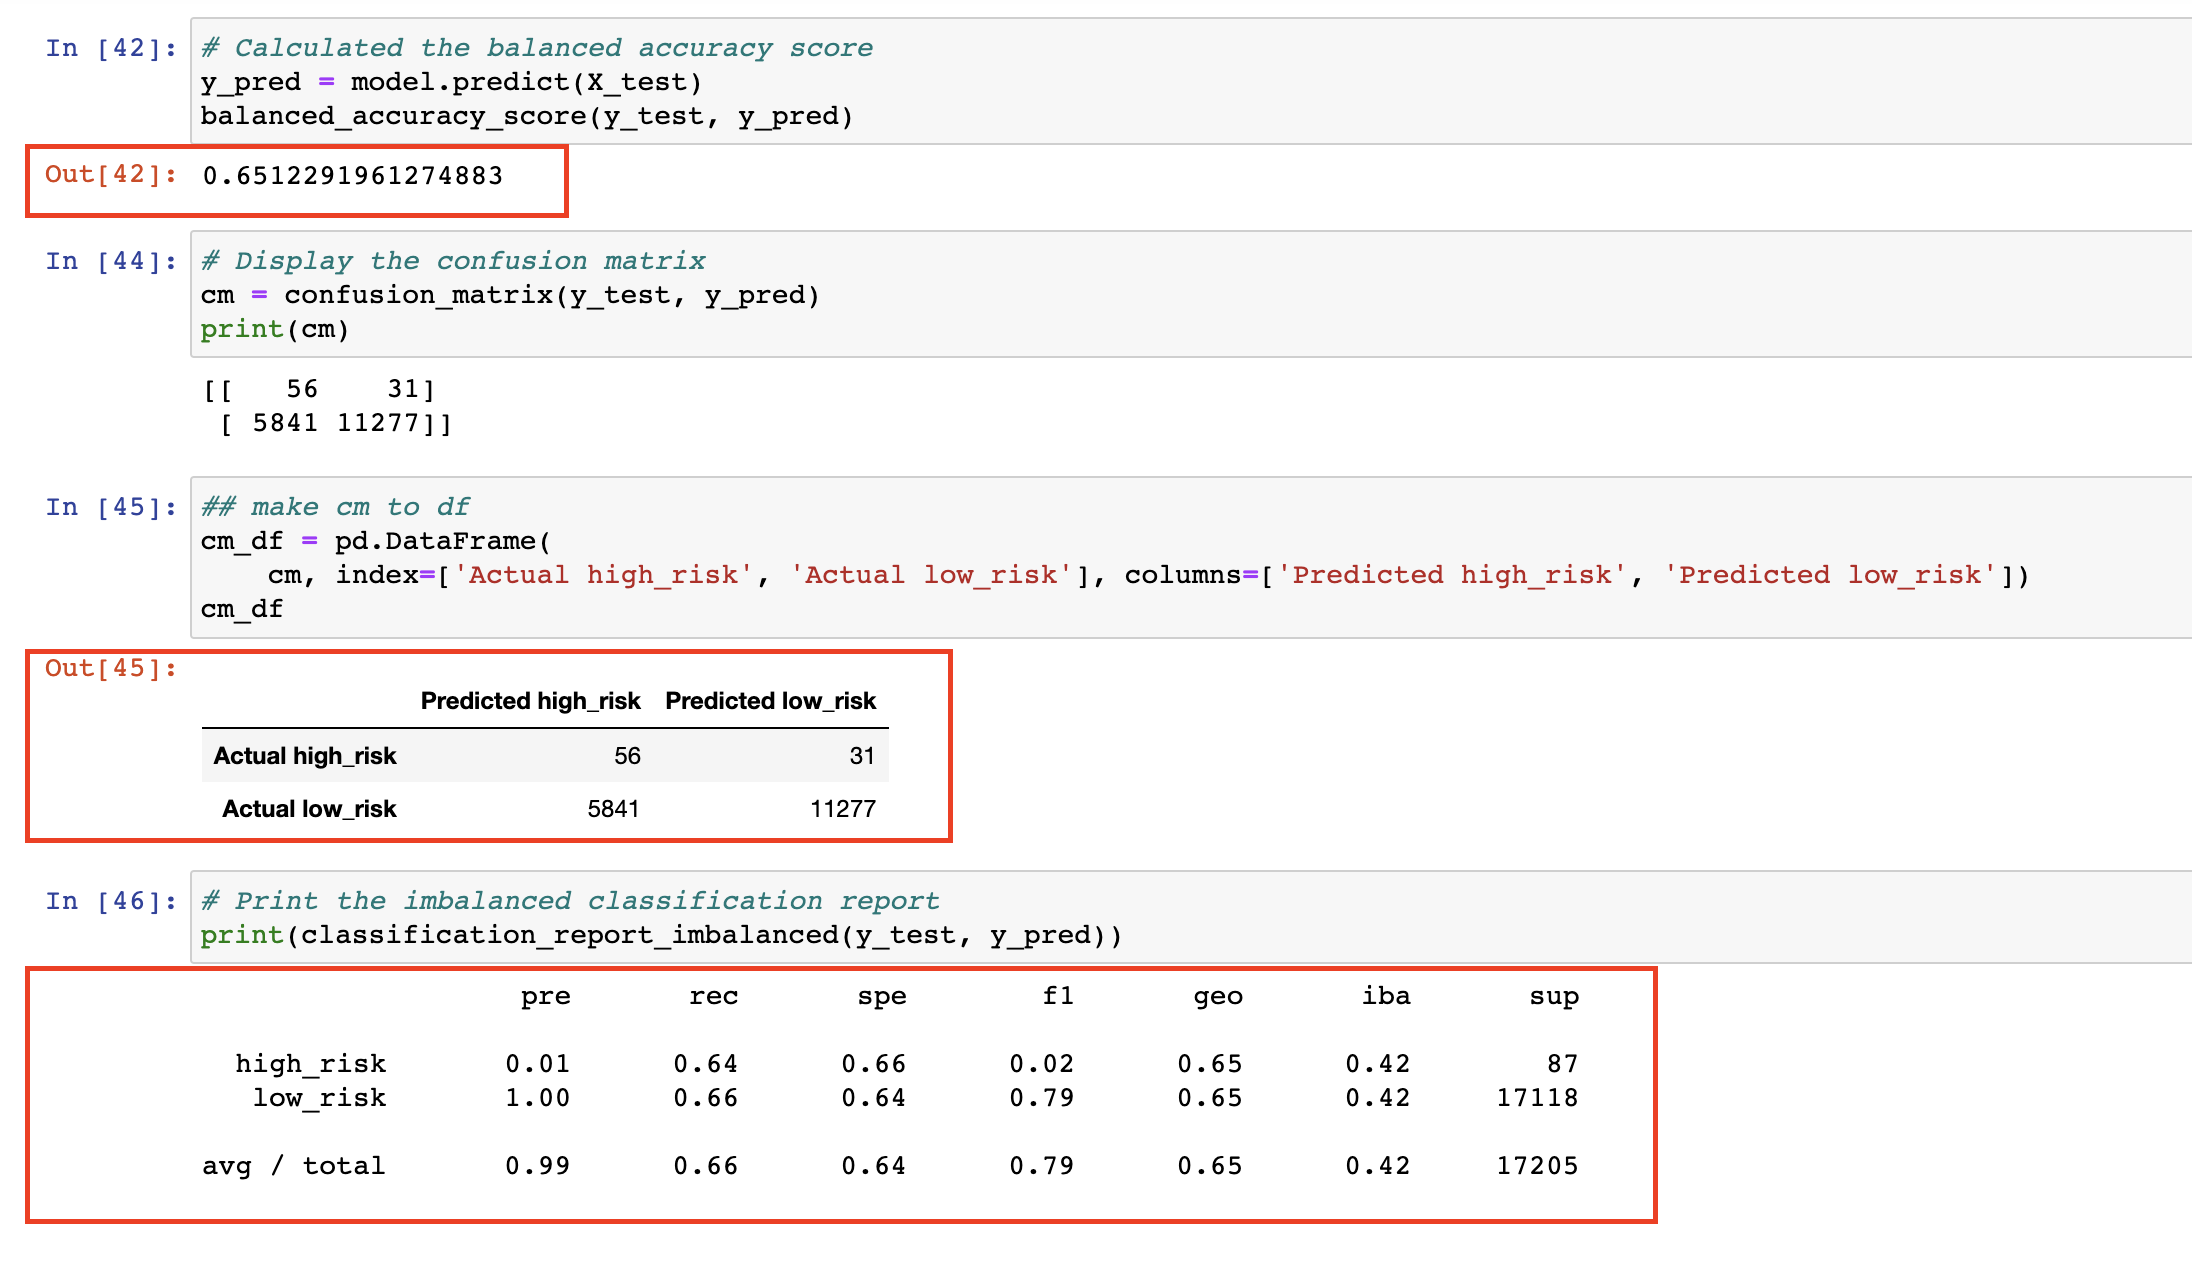 In [42]: # Calculated the balanced accuracy score
y_pred = model.predict(X_test)
balanced_accuracy_score(y_test, y_pred)
Out[42]: 0.6512291961274883
In [44]: # Display the confusion matrix
cm = confusion_matrix(y_test, y_pred)
print(cm)
[[   56    31]
 [ 5841 11277]]
In [45]: ## make cm to df
cm_df = pd.DataFrame(
    cm, index=['Actual high_risk', 'Actual low_risk'], columns=['Predicted high_risk', 'Predicted low_risk'])
cm_df
Out[45]:
Predicted high_risk Predicted low_risk
Actual high_risk 56 31
Actual low_risk 5841 11277
In [46]: # Print the imbalanced classification report
print(classification_report_imbalanced(y_test, y_pred))
pre rec spe f1 geo iba sup
high_risk 0.01 0.64 0.66 0.02 0.65 0.42 87
low_risk 1.00 0.66 0.64 0.79 0.65 0.42 17118
avg / total 0.99 0.66 0.64 0.79 0.65 0.42 17205